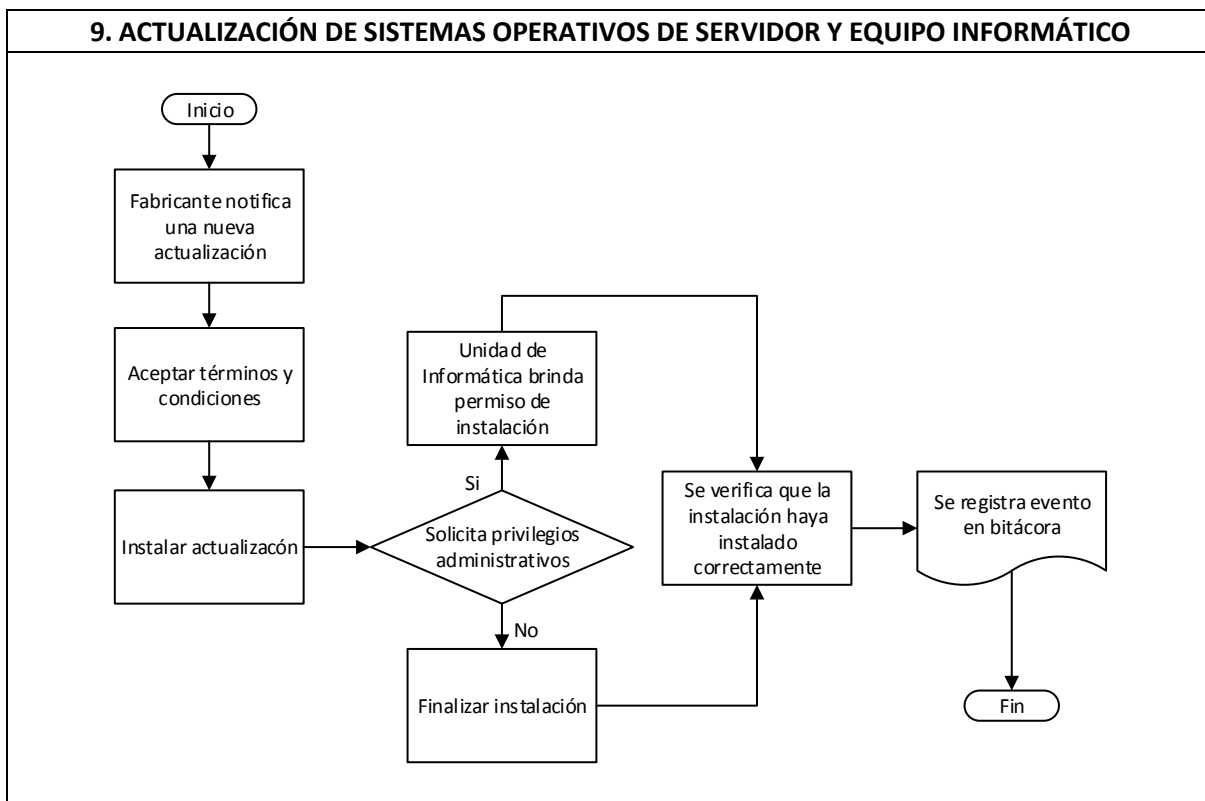 9. ACTUALIZACIÓN DE SISTEMAS OPERATIVOS DE SERVIDOR Y EQUIPO INFORMÁTICO
Inicio
Fabricante notifica
una nueva
actualización
Aceptar términos y
condiciones
Instalar actualizacón
Solicita privilegios
administrativos
Si
Unidad de
Informática brinda
permiso de
instalación
No
Finalizar instalación
Se verifica que la
instalación haya
instalado
correctamente
Se registra evento
en bitácora
Fin